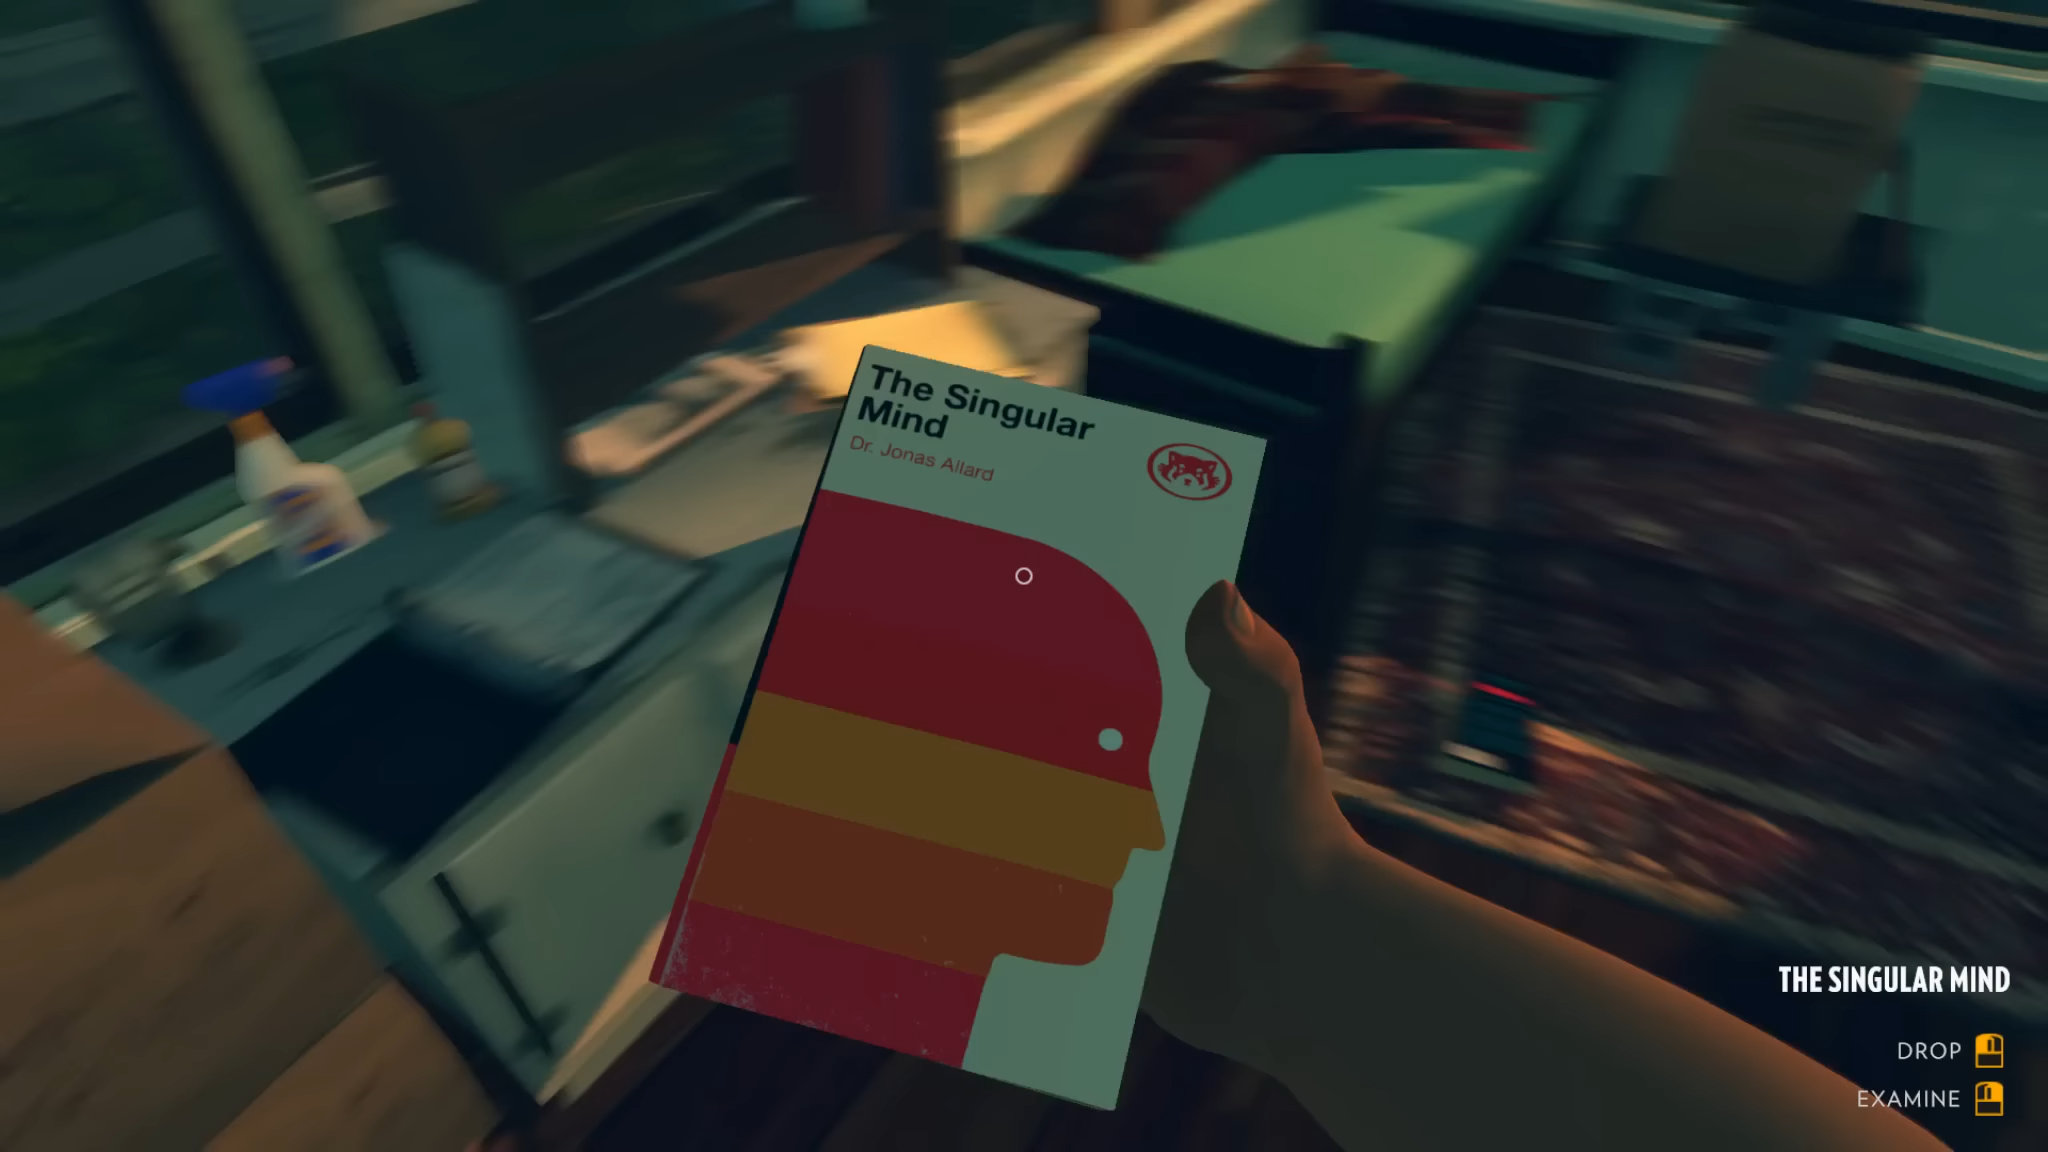 The Singular
Mind
Dr. Jonas Allard
THE SINGULAR MIND
DROP
EXAMINE